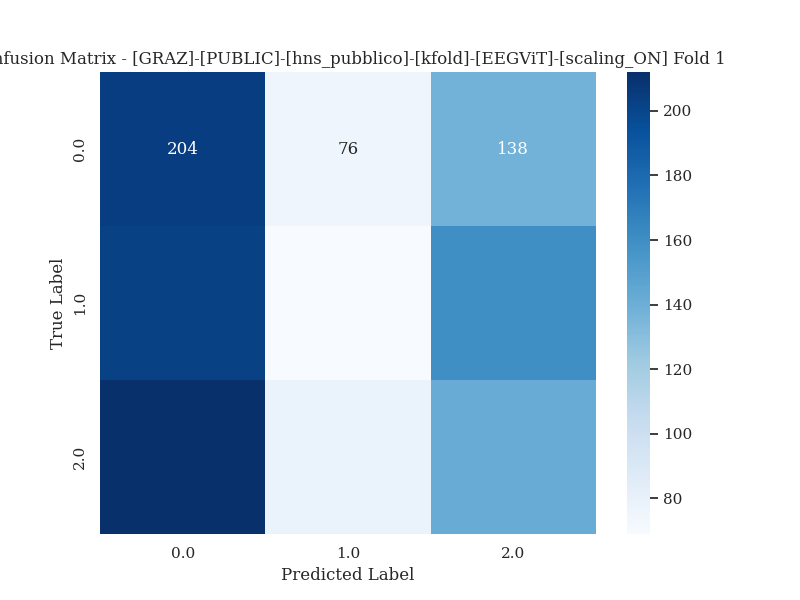 nfusion Matrix - [GRAZ]-[PUBLIC]-[hns_pubblico]-[kfold]-[EEGViT]-[scaling_ON] Fold 1
204 76 138
0.0
1.0
2.0
True Label
0.0 1.0 2.0
Predicted Label
200
180
160
140
120
100
80